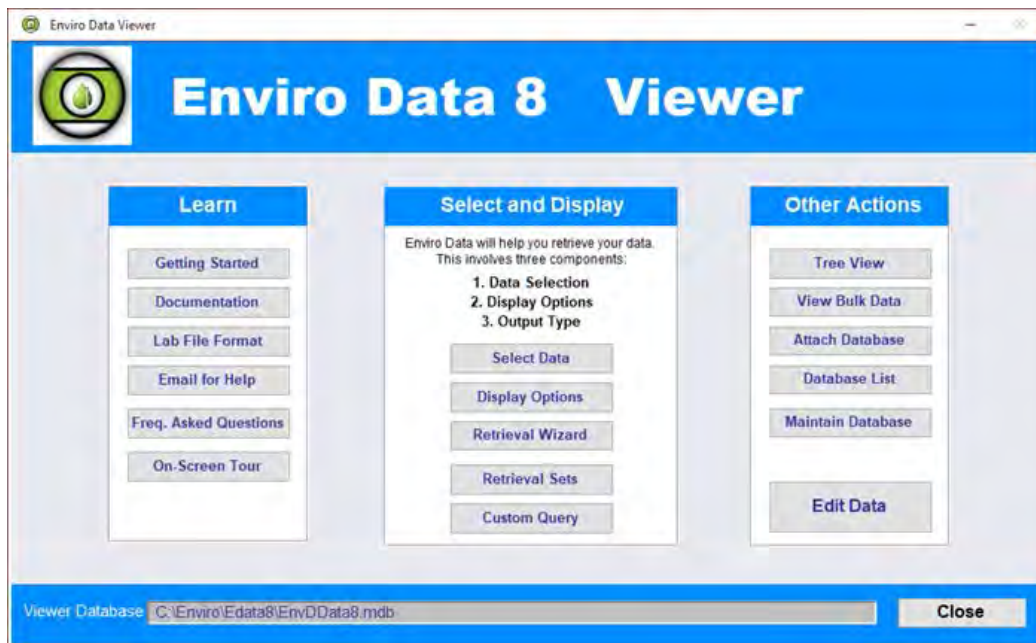 Enviro Data Viewer
Enviro Data 8 Viewer
Learn
Getting Started
Documentation
Lab File Format
Email for Help
Freq. Asked Questions
On-Screen Tour
Select and Display
Enviro Data will help you retrieve your data.
This involves three components:
1. Data Selection
2. Display Options
3. Output Type
Select Data
Display Options
Retrieval Wizard
Retrieval Sets
Custom Query
Other Actions
Tree View
View Bulk Data
Attach Database
Database List
Maintain Database
Edit Data
Viewer Database C:\Enviro\Edata8\EnvDData8.mdb
Close